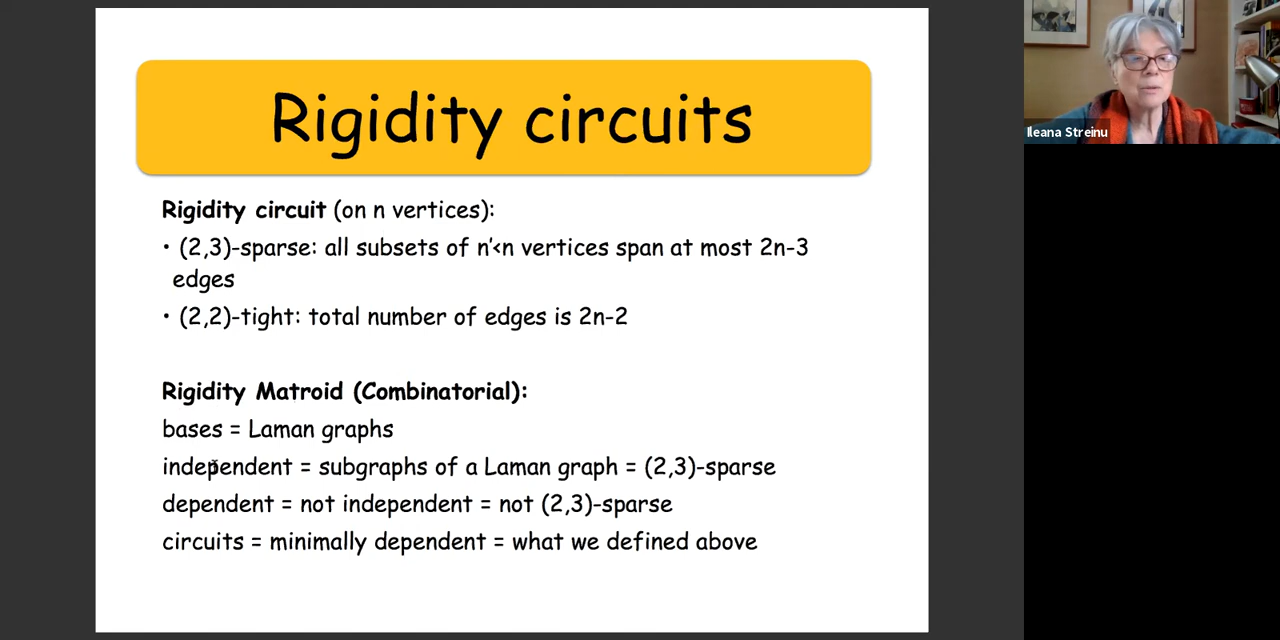 Rigidity circuits
Rigidity circuit (on n vertices):
• (2,3)-sparse: all subsets of n'<n vertices span at most 2n-3
edges
• (2,2)-tight: total number of edges is 2n-2
Rigidity Matroid (Combinatorial):
bases = Laman graphs
independent = subgraphs of a Laman graph = (2,3)-sparse
dependent = not independent = not (2,3)-sparse
circuits = minimally dependent = what we defined above
Ileana Streinu